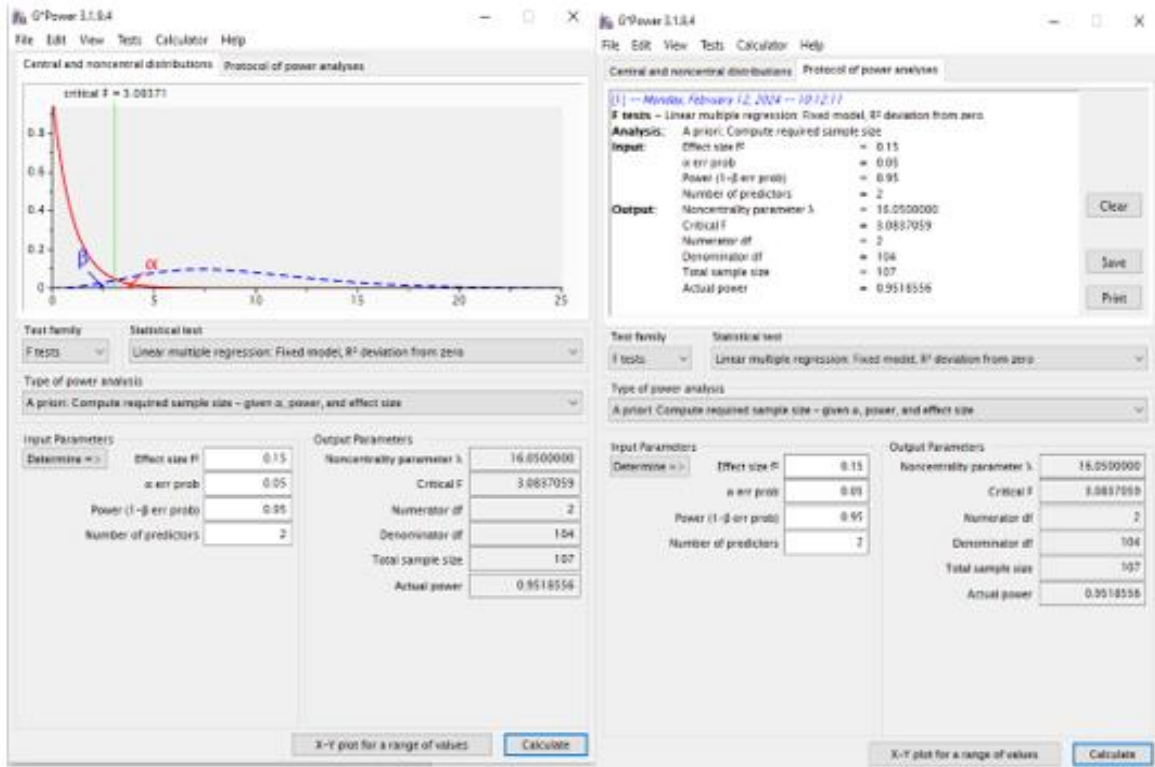 G*Power 3.1.9.4
File Edit View Tests Calculator Help
Central and noncentral distributions Protocol of power analyses
critical F = 3.08371
0.8
0.6
0.4
0.2
0
β
α
0 5 10 15 20 25
Test family Statistical test
F tests Linear multiple regression: Fixed model, R² deviation from zero
Type of power analysis
A priori: Compute required sample size – given α, power, and effect size
Input Parameters Output Parameters
Determine => Effect size f² 0.15 Noncentrality parameter λ 16.0500000
α err prob 0.05 Critical F 3.0837059
Power (1-β err prob) 0.95 Numerator df 2
Number of predictors 2 Denominator df 104
Total sample size 107
Actual power 0.9518556
X-Y plot for a range of values Calculate
G*Power 3.1.9.4
File Edit View Tests Calculator Help
Central and noncentral distributions Protocol of power analyses
[1] -- Monday, February 12, 2024 -- 10:12:11
F tests – Linear multiple regression: Fixed model, R² deviation from zero
Analysis: A priori: Compute required sample size
Input: Effect size f² = 0.15
α err prob = 0.05
Power (1-β err prob) = 0.95
Number of predictors = 2
Output: Noncentrality parameter λ = 16.0500000
Critical F = 3.0837059
Numerator df = 2
Denominator df = 104
Total sample size = 107
Actual power = 0.9518556
Clear
Save
Print
Test family Statistical test
F tests Linear multiple regression: Fixed model, R² deviation from zero
Type of power analysis
A priori: Compute required sample size – given α, power, and effect size
Input Parameters Output Parameters
Determine => Effect size f² 0.15 Noncentrality parameter λ 16.0500000
α err prob 0.05 Critical F 3.0837059
Power (1-β err prob) 0.95 Numerator df 2
Number of predictors 2 Denominator df 104
Total sample size 107
Actual power 0.9518556
X-Y plot for a range of values Calculate